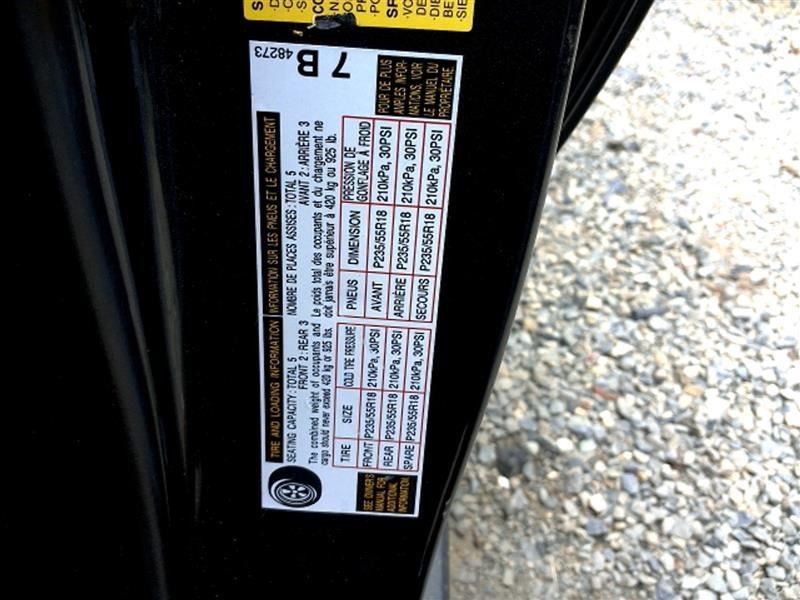 TIRE AND LOADING INFORMATION
SEATING CAPACITY: TOTAL 5
FRONT 2: REAR 3
The combined weight of occupants and
cargo should never exceed 420 kg or 925 lbs.
TIRE SIZE COLD TIRE PRESSURE
FRONT P235/55R18 210kPa, 30PSI
REAR P235/55R18 210kPa, 30PSI
SPARE P235/55R18 210kPa, 30PSI
SEE OWNER'S
MANUAL FOR
ADDITIONAL
INFORMATION.
INFORMATION SUR LES PNEUS ET LE CHARGEMENT
NOMBRE DE PLACES ASSISES: TOTAL 5
AVANT 2: ARRIÈRE 3
Le poids total des occupants et du chargement ne
doit jamais être supérieur à 420 kg ou 925 lb.
PNEUS DIMENSION PRESSION DE
GONFLAGE À FROID
AVANT P235/55R18 210kPa, 30PSI
ARRIÈRE P235/55R18 210kPa, 30PSI
SECOURS P235/55R18 210kPa, 30PSI
POUR DE PLUS
AMPLES INFOR-
MATIONS, VOIR
LE MANUEL DU
PROPRIÉTAIRE.
48273
7 B